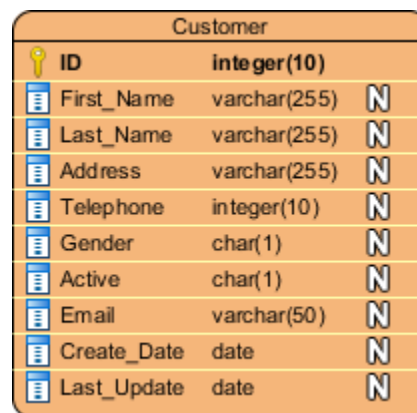 Customer
ID integer(10)
First_Name varchar(255) N
Last_Name varchar(255) N
Address varchar(255) N
Telephone integer(10) N
Gender char(1) N
Active char(1) N
Email varchar(50) N
Create_Date date N
Last_Update date N